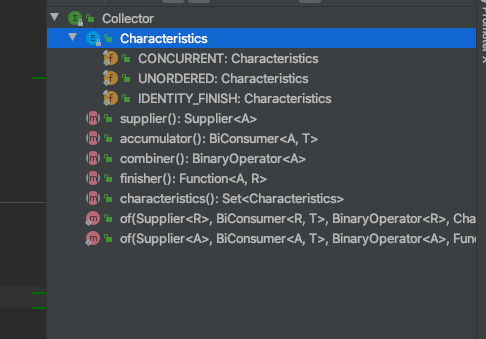 Collector
Characteristics
CONCURRENT: Characteristics
UNORDERED: Characteristics
IDENTITY_FINISH: Characteristics
supplier(): Supplier<A>
accumulator(): BiConsumer<A, T>
combiner(): BinaryOperator<A>
finisher(): Function<A, R>
characteristics(): Set<Characteristics>
of(Supplier<R>, BiConsumer<R, T>, BinaryOperator<R>, Cha
of(Supplier<A>, BiConsumer<A, T>, BinaryOperator<A>, Fun